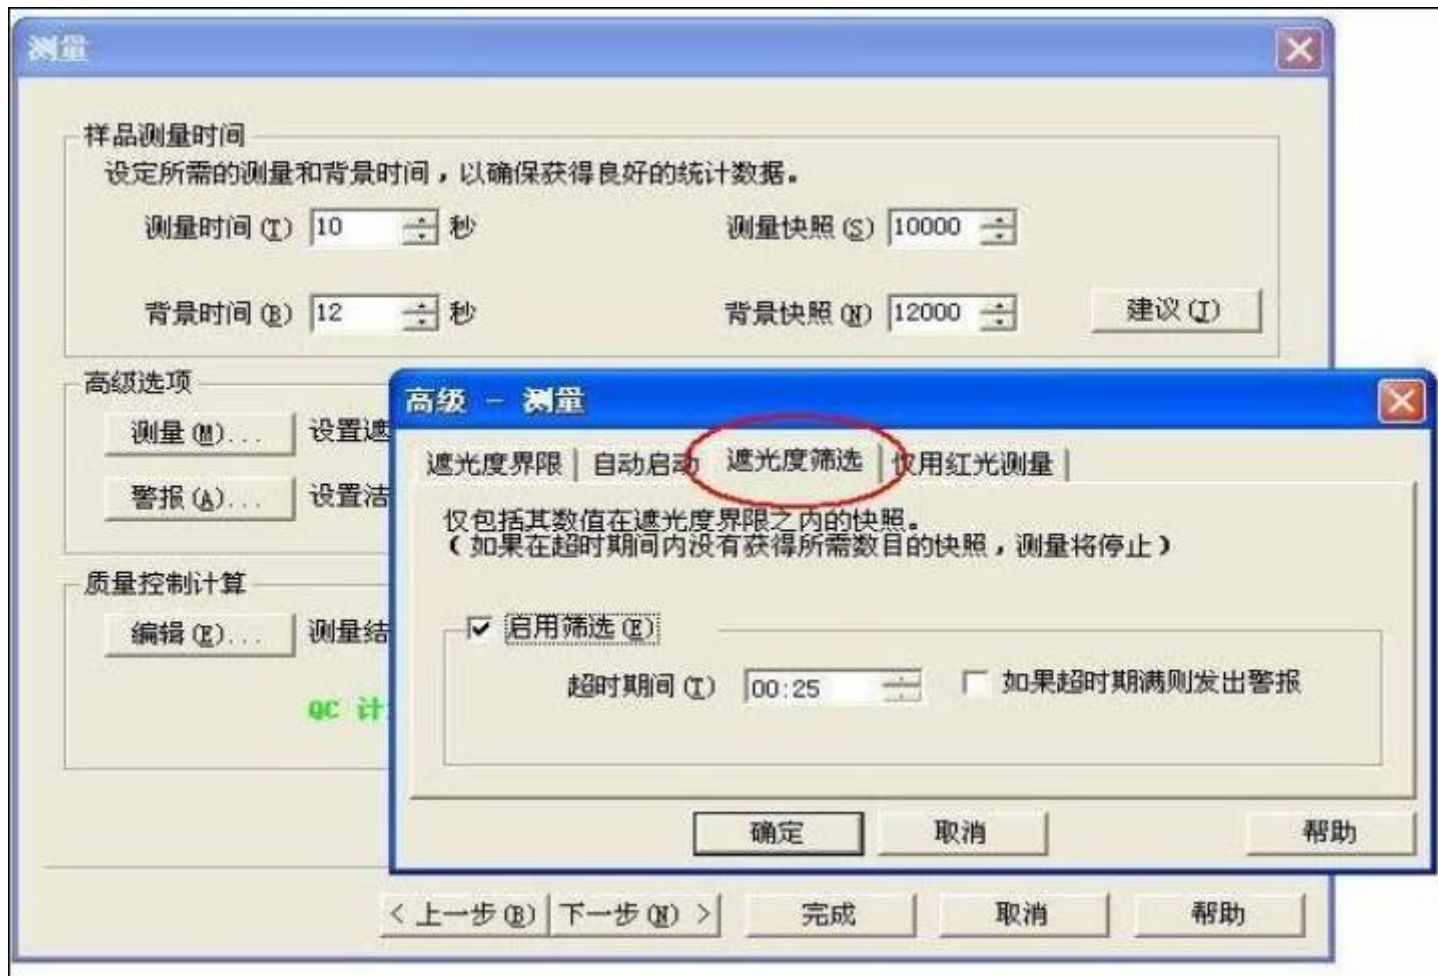 测量
样品测量时间
设定所需的测量和背景时间，以确保获得良好的统计数据。
测量时间(T) 10 秒 测量快照(S) 10000
背景时间(B) 12 秒 背景快照(N) 12000 建议(I)
高级选项
测量(M)... 设置遮
警报(A)... 设置洁
质量控制计算
编辑(E)... 测量结
QC 计
高级 - 测量
遮光度界限 自动启动 遮光度筛选 仅用红光测量
仅包括其数值在遮光度界限之内的快照。
（如果在超时期间内没有获得所需数目的快照，测量将停止）
启用筛选(E)
超时期间(T) 00:25 如果超时期满则发出警报
确定 取消 帮助
< 上一步(B) 下一步(N) > 完成 取消 帮助